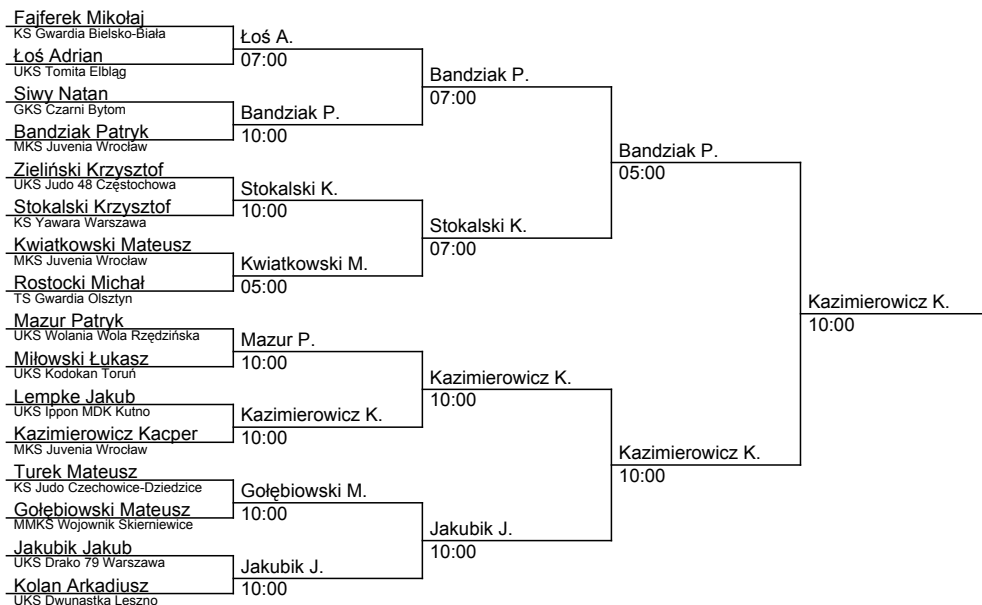 Fajferek Mikołaj
KS Gwardia Bielsko-Biała
Łoś Adrian
UKS Tomita Elbląg
Siwy Natan
GKS Czarni Bytom
Bandziak Patryk
MKS Juvenia Wrocław
Zieliński Krzysztof
UKS Judo 48 Częstochowa
Stokalski Krzysztof
KS Yawara Warszawa
Kwiatkowski Mateusz
MKS Juvenia Wrocław
Rostocki Michał
TS Gwardia Olsztyn
Mazur Patryk
UKS Wolania Wola Rzędzińska
Miłowski Łukasz
UKS Kodokan Toruń
Lempke Jakub
UKS Ippon MDK Kutno
Kazimierowicz Kacper
MKS Juvenia Wrocław
Turek Mateusz
KS Judo Czechowice-Dziedzice
Gołębiowski Mateusz
MMKS Wojownik Skierniewice
Jakubik Jakub
UKS Drako 79 Warszawa
Kolan Arkadiusz
UKS Dwunastka Leszno
Łoś A.
07:00
Bandziak P.
10:00
Stokalski K.
10:00
Kwiatkowski M.
05:00
Mazur P.
10:00
Kazimierowicz K.
10:00
Gołębiowski M.
10:00
Jakubik J.
10:00
Bandziak P.
07:00
Stokalski K.
07:00
Kazimierowicz K.
10:00
Jakubik J.
10:00
Bandziak P.
05:00
Kazimierowicz K.
10:00
Kazimierowicz K.
10:00